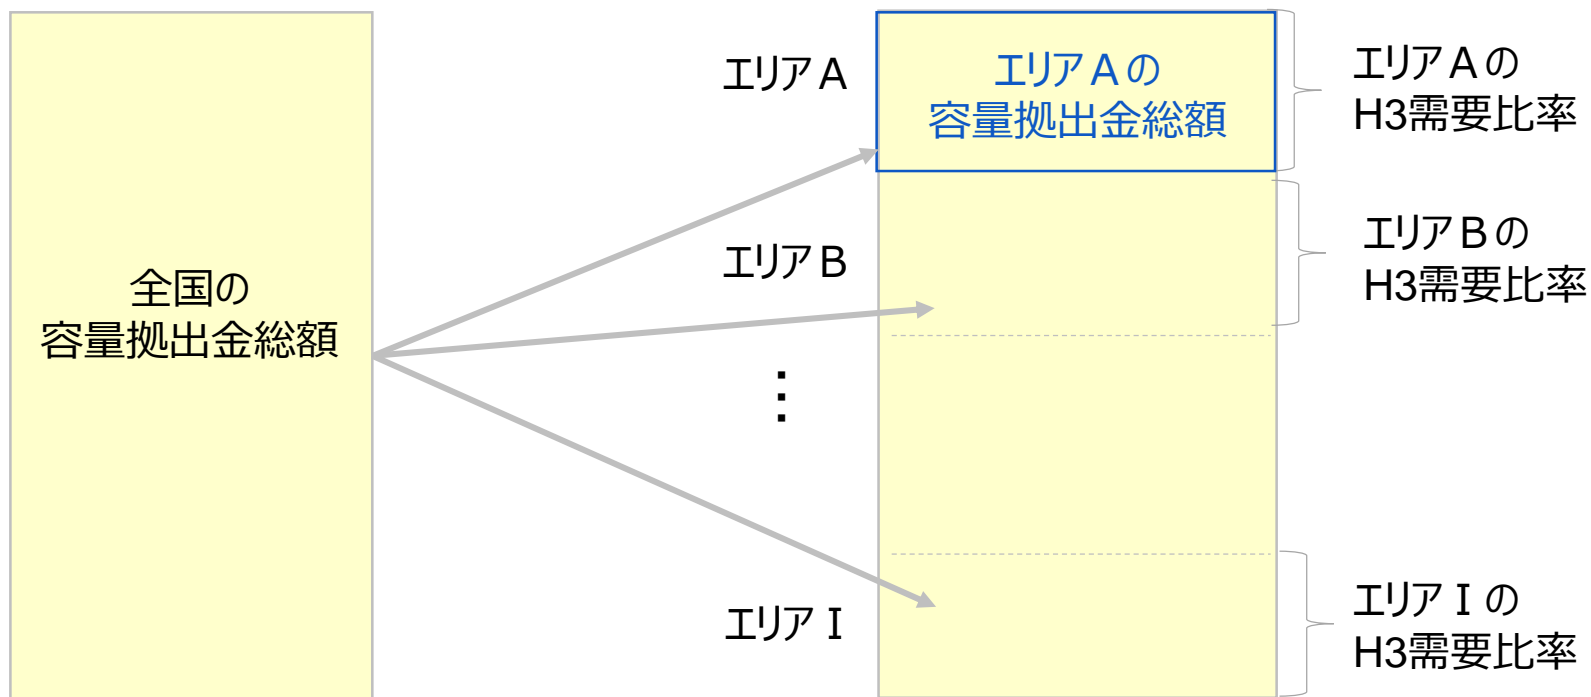 全国の
容量拠出金総額
エリアA
エリアB
⋮
エリアI
エリアAの
容量拠出金総額
エリアAの
H3需要比率
エリアBの
H3需要比率
エリアIの
H3需要比率